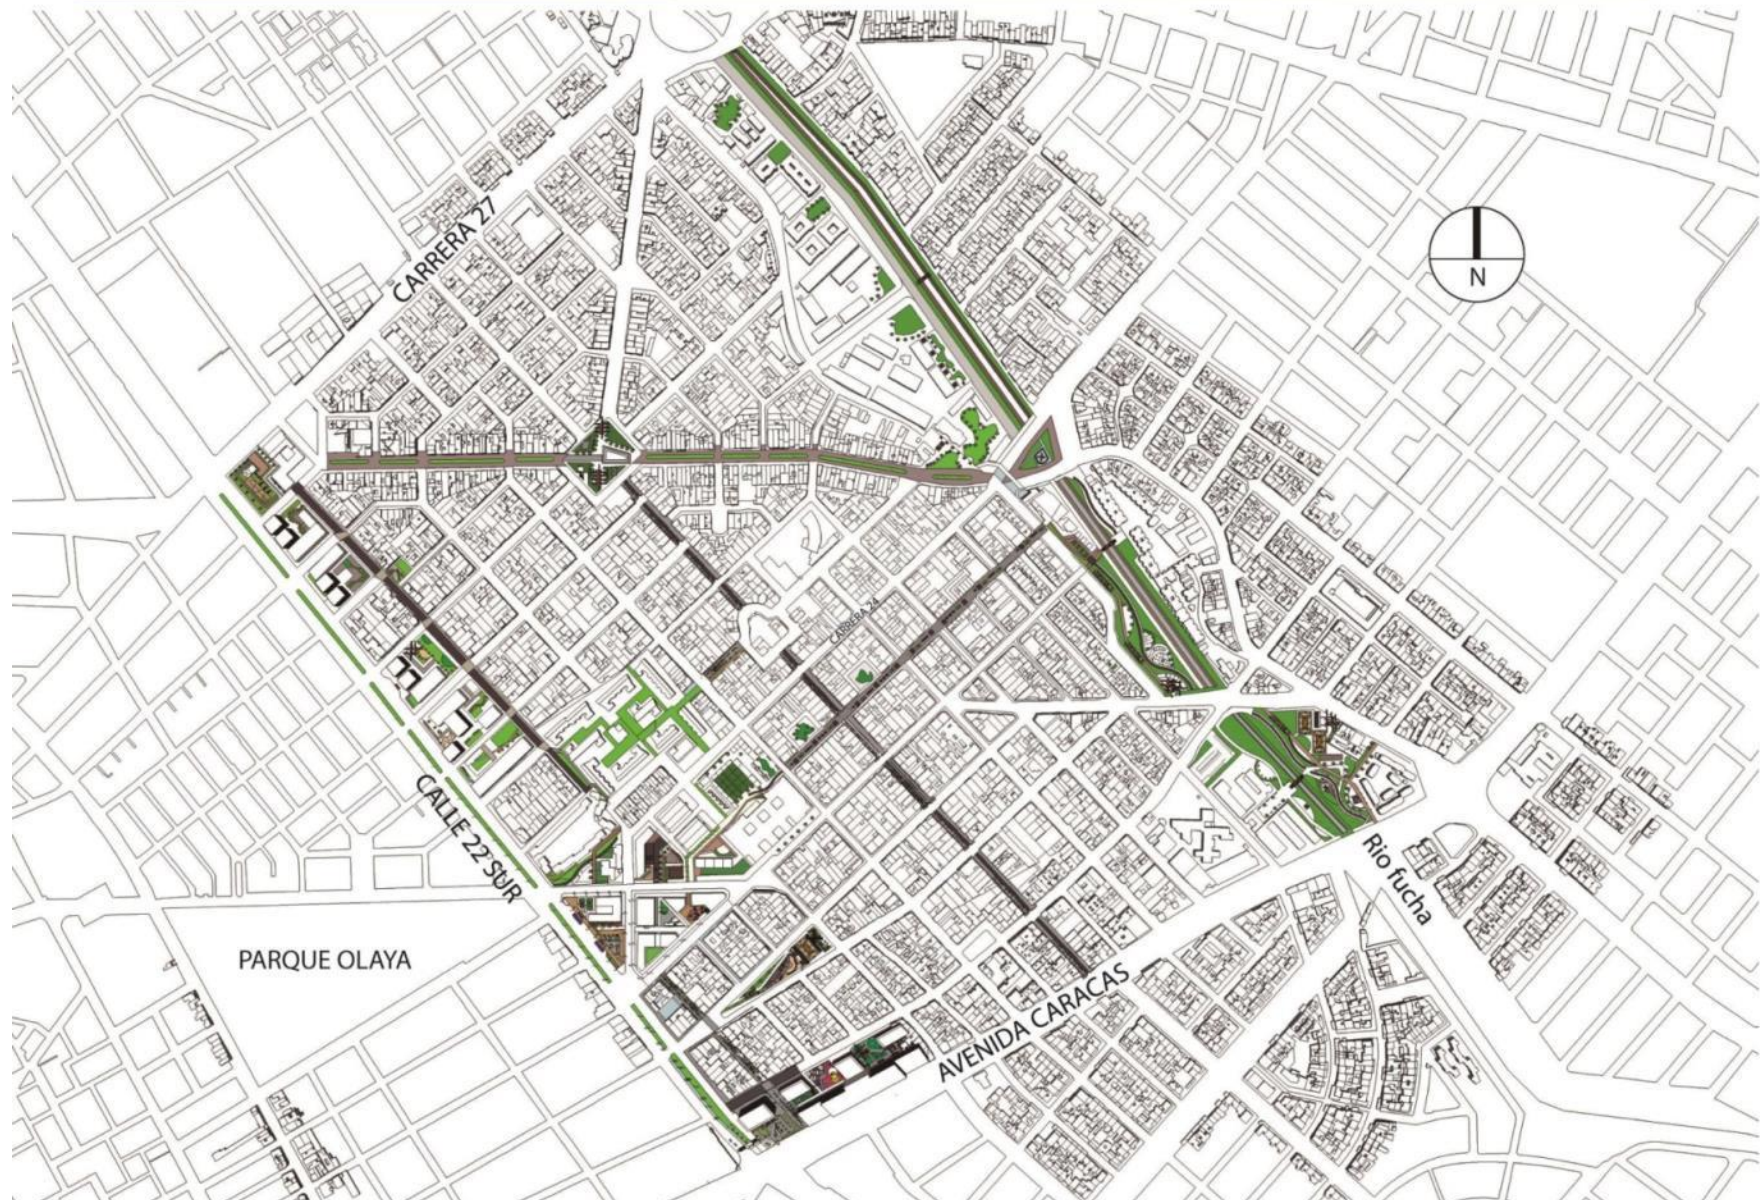 CARRERA 27
N
CARRERA 24
CALLE 22 SUR
Rio fucha
PARQUE OLAYA
AVENIDA CARACAS